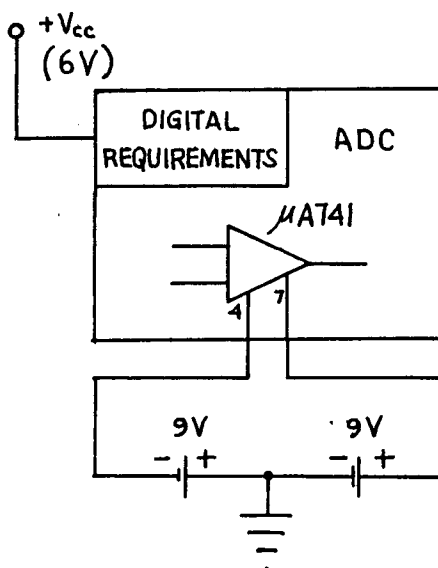 +Vcc
(6V)
DIGITAL
REQUIREMENTS
ADC
μA741
4
7
9V
9V
- +
- +